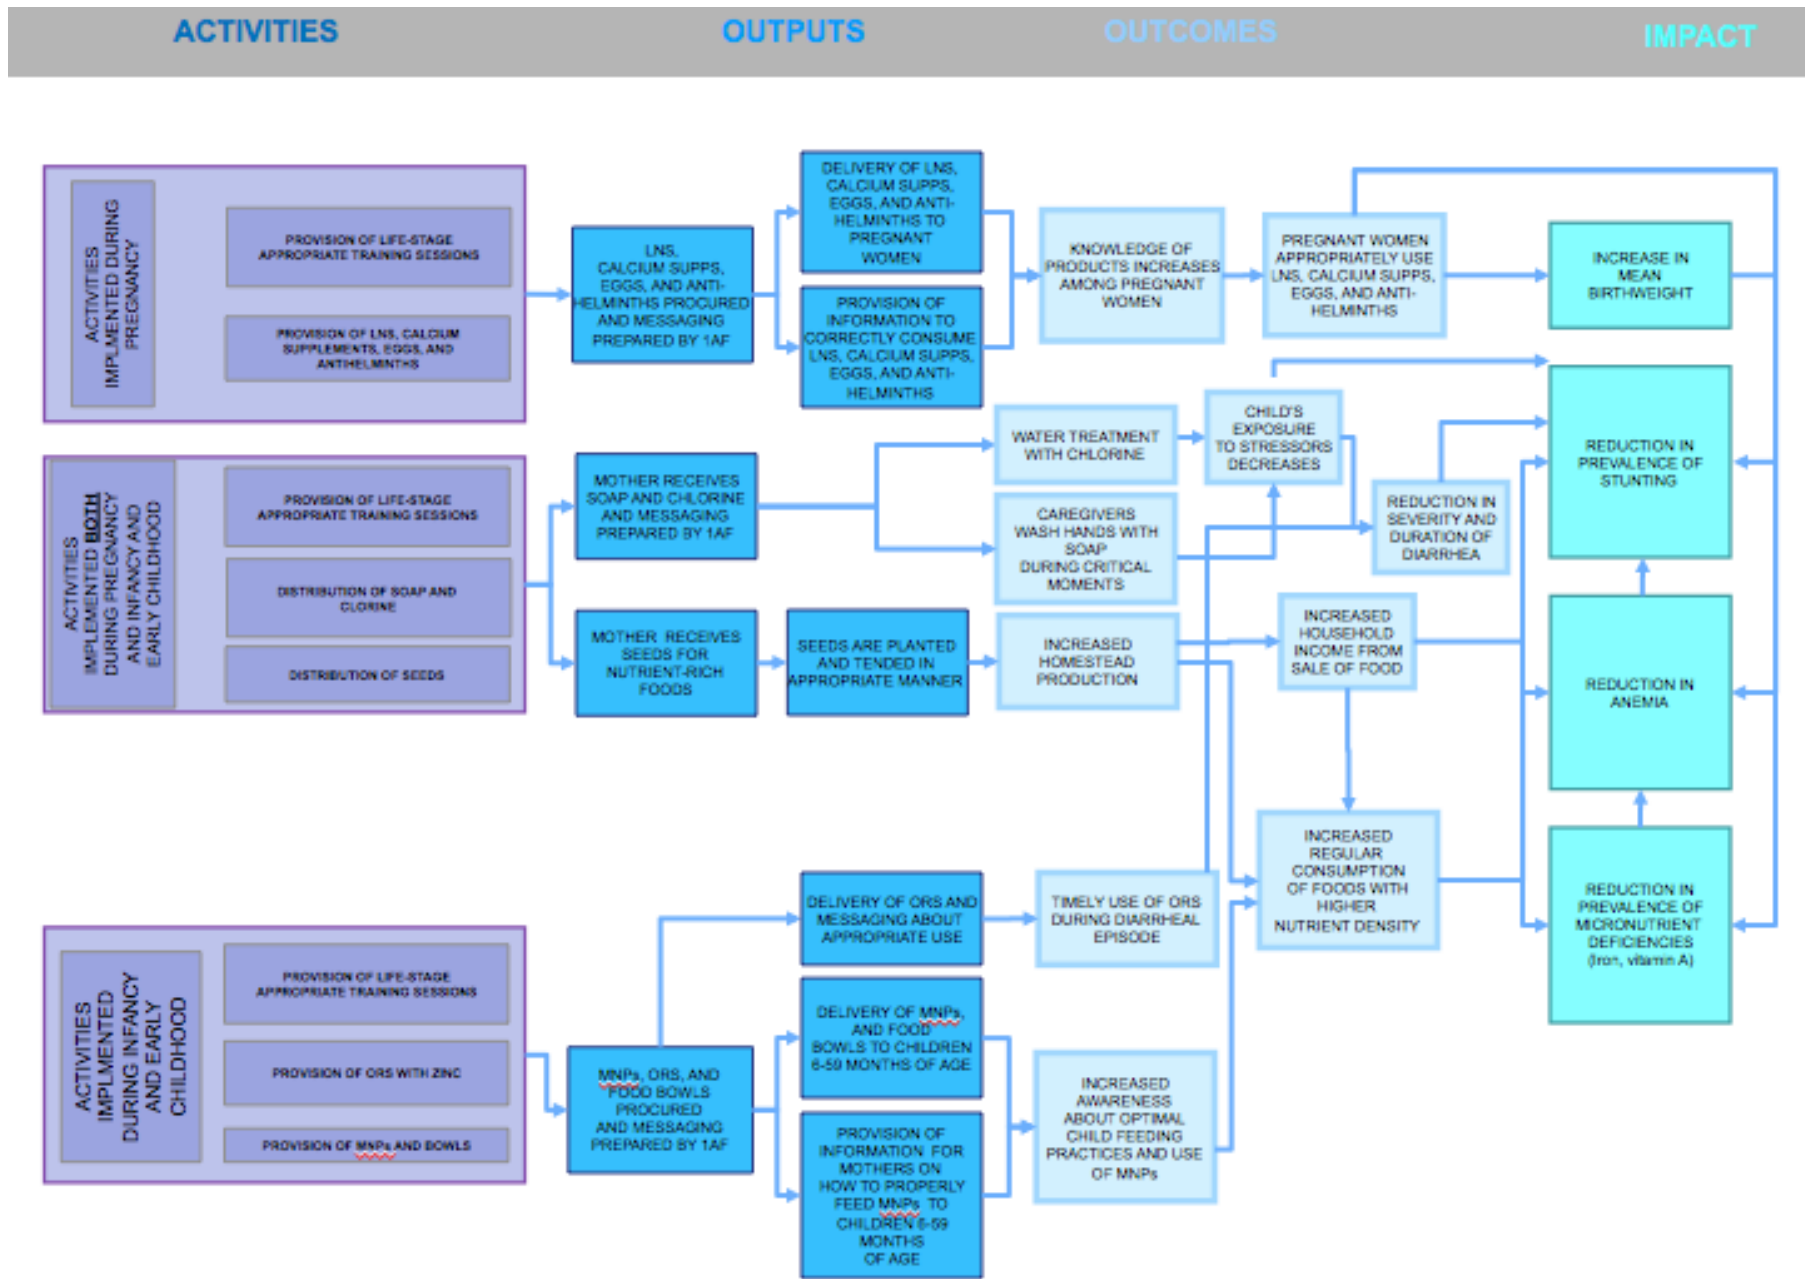 ACTIVITIES
OUTPUTS
OUTCOMES
IMPACT
ACTIVITIES
IMPLMENTED DURING
PREGNANCY
PROVISION OF LIFE-STAGE
APPROPRIATE TRAINING SESSIONS
PROVISION OF LNS, CALCIUM
SUPPLEMENTS, EGGS, AND
ANTIHELMINTHS
LNS,
CALCIUM SUPPS,
EGGS, AND ANTI-
HELMINTHS PROCURED
AND MESSAGING
PREPARED BY 1AF
DELIVERY OF LNS,
CALCIUM SUPPS,
EGGS, AND ANTI-
HELMINTHS TO
PREGNANT
WOMEN
PROVISION OF
INFORMATION TO
CORRECTLY CONSUME
LNS, CALCIUM SUPPS,
EGGS, AND ANTI-
HELMINTHS
KNOWLEDGE OF
PRODUCTS INCREASES
AMONG PREGNANT
WOMEN
PREGNANT WOMEN
APPROPRIATELY USE
LNS, CALCIUM SUPPS,
EGGS, AND ANTI-
HELMINTHS
INCREASE IN
MEAN
BIRTHWEIGHT
ACTIVITIES
IMPLEMENTED BOTH
DURING PREGNANCY
AND INFANCY AND
EARLY CHILDHOOD
PROVISION OF LIFE-STAGE
APPROPRIATE TRAINING SESSIONS
DISTRIBUTION OF SOAP AND
CLORINE
DISTRIBUTION OF SEEDS
MOTHER RECEIVES
SOAP AND CHLORINE
AND MESSAGING
PREPARED BY 1AF
MOTHER RECEIVES
SEEDS FOR
NUTRIENT-RICH
FOODS
SEEDS ARE PLANTED
AND TENDED IN
APPROPRIATE MANNER
WATER TREATMENT
WITH CHLORINE
CAREGIVERS
WASH HANDS WITH
SOAP
DURING CRITICAL
MOMENTS
INCREASED
HOMESTEAD
PRODUCTION
CHILD'S
EXPOSURE
TO STRESSORS
DECREASES
REDUCTION IN
SEVERITY AND
DURATION OF
DIARRHEA
INCREASED
HOUSEHOLD
INCOME FROM
SALE OF FOOD
REDUCTION IN
PREVALENCE OF
STUNTING
REDUCTION IN
ANEMIA
ACTIVITIES
IMPLMENTED
DURING INFANCY
AND EARLY
CHILDHOOD
PROVISION OF LIFE-STAGE
APPROPRIATE TRAINING SESSIONS
PROVISION OF ORS WITH ZINC
PROVISION OF MNPs AND BOWLS
MNPs, ORS, AND
FOOD BOWLS
PROCURED
AND MESSAGING
PREPARED BY 1AF
DELIVERY OF ORS AND
MESSAGING ABOUT
APPROPRIATE USE
DELIVERY OF MNPs,
AND FOOD
BOWLS TO CHILDREN
6-59 MONTHS OF AGE
PROVISION OF
INFORMATION FOR
MOTHERS ON
HOW TO PROPERLY
FEED MNPs TO
CHILDREN 6-59
MONTHS
OF AGE
TIMELY USE OF ORS
DURING DIARRHEAL
EPISODE
INCREASED
AWARENESS
ABOUT OPTIMAL
CHILD FEEDING
PRACTICES AND USE
OF MNPs
INCREASED
REGULAR
CONSUMPTION
OF FOODS WITH
HIGHER
NUTRIENT DENSITY
REDUCTION IN
PREVALENCE OF
MICRONUTRIENT
DEFICIENCIES
(Iron, vitamin A)